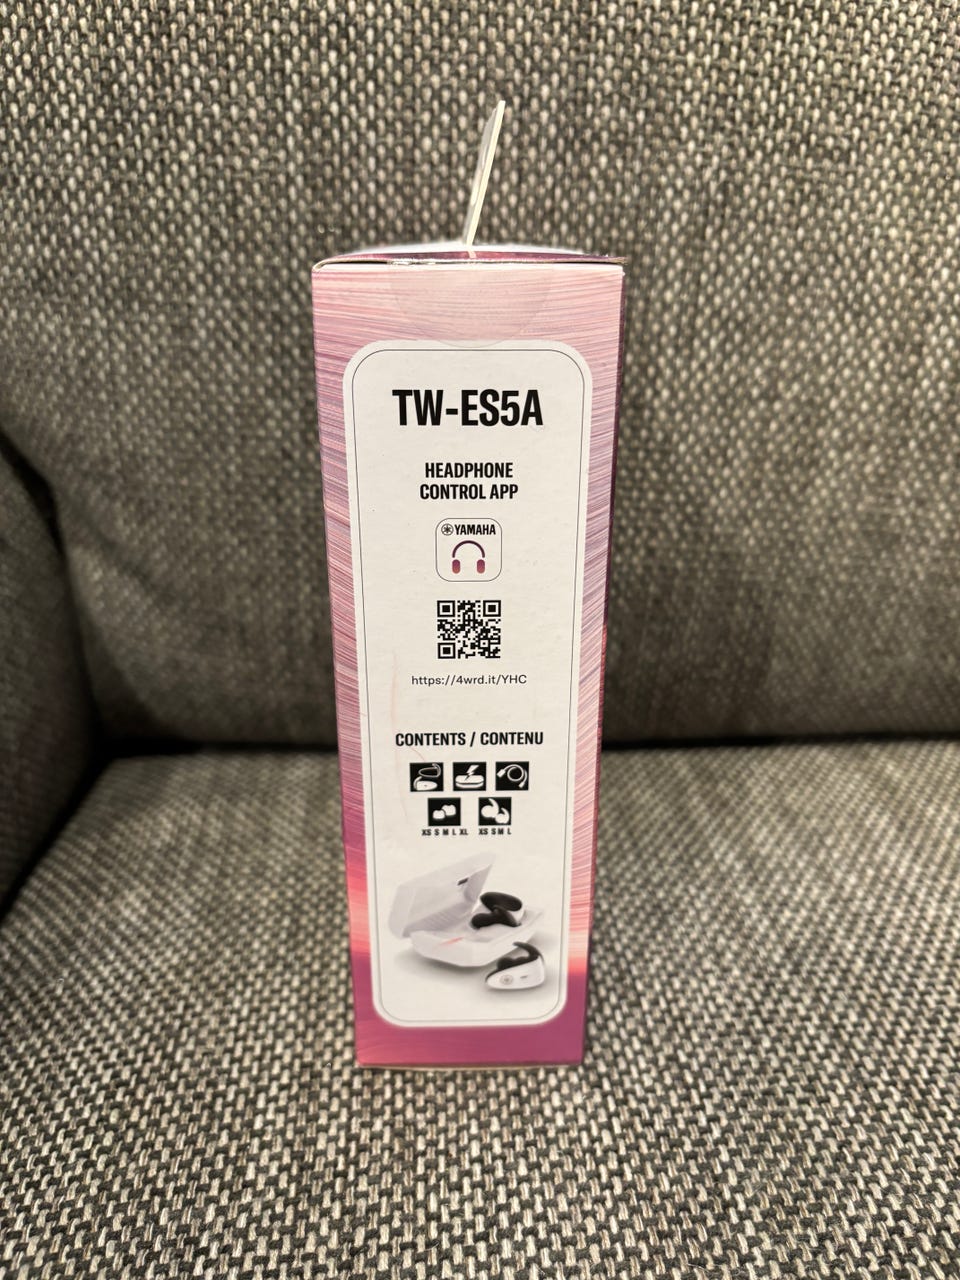 TW-ES5A
HEADPHONE
CONTROL APP
YAMAHA
https://4wrd.it/YHC
CONTENTS / CONTENU
XS S M L XL XS S M L